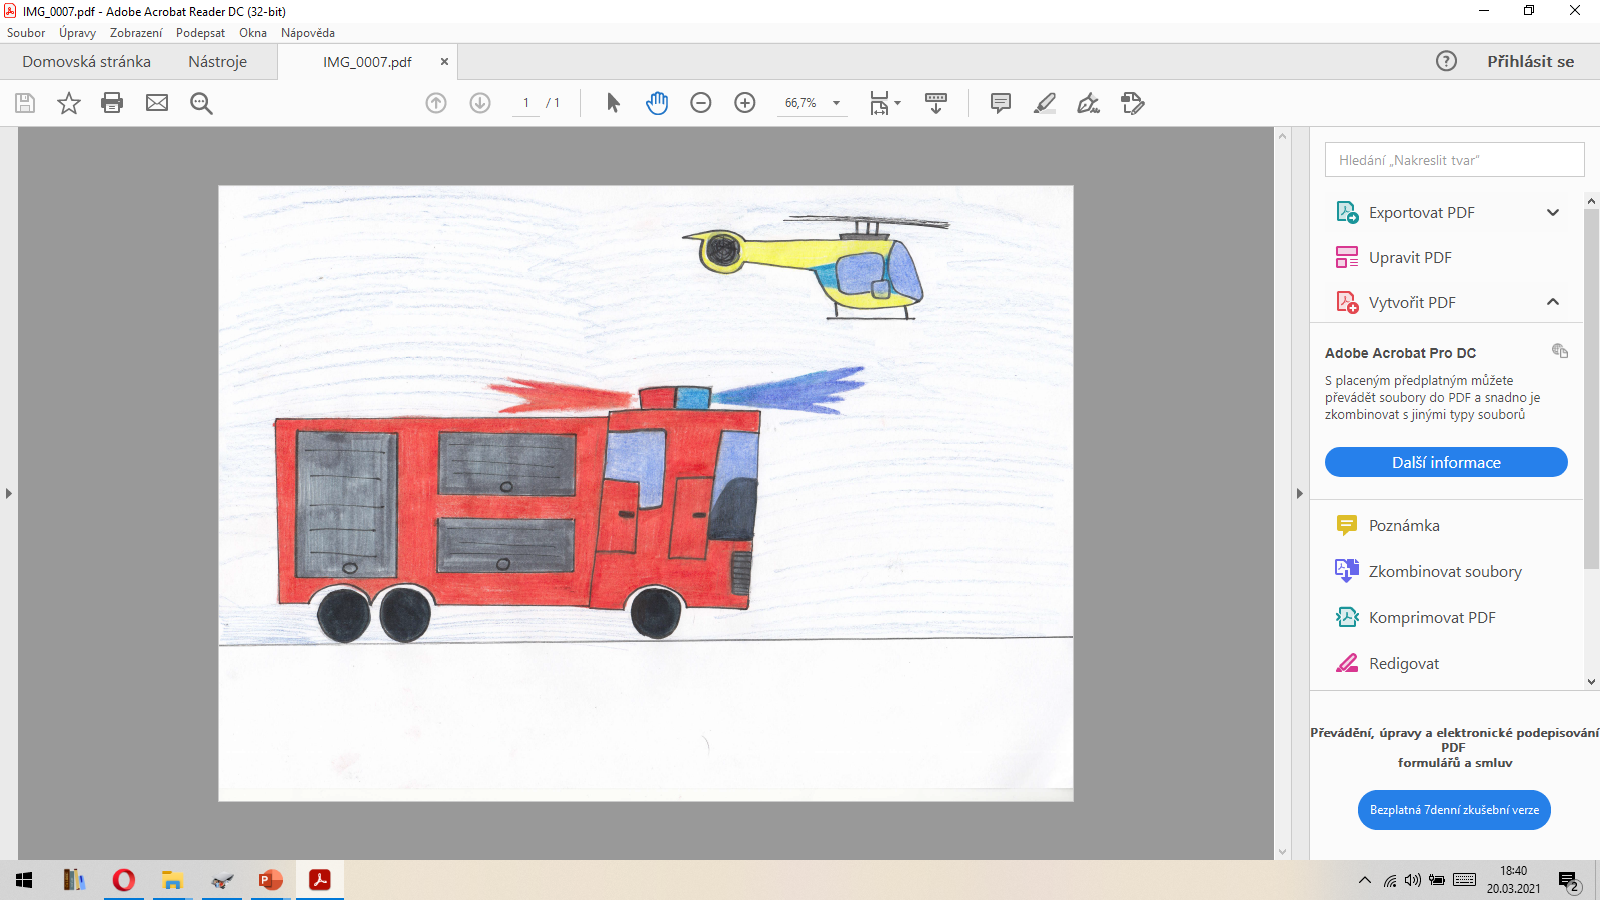 IMG_0007.pdf - Adobe Acrobat Reader DC (32-bit)
Soubor Úpravy Zobrazení Podepsat Okna Nápověda
Domovská stránka Nástroje IMG_0007.pdf × ? Přihlásit se
1 / 1 66,7%
Hledání „Nakreslit tvar“
Exportovat PDF
Upravit PDF
Vytvořit PDF
Adobe Acrobat Pro DC
S placeným předplatným můžete
převádět soubory do PDF a snadno je
zkombinovat s jinými typy souborů
Další informace
Poznámka
Zkombinovat soubory
Komprimovat PDF
Redigovat
Převádění, úpravy a elektronické podepisování
PDF
formulářů a smluv
Bezplatná 7denní zkušební verze
18:40
20.03.2021
2